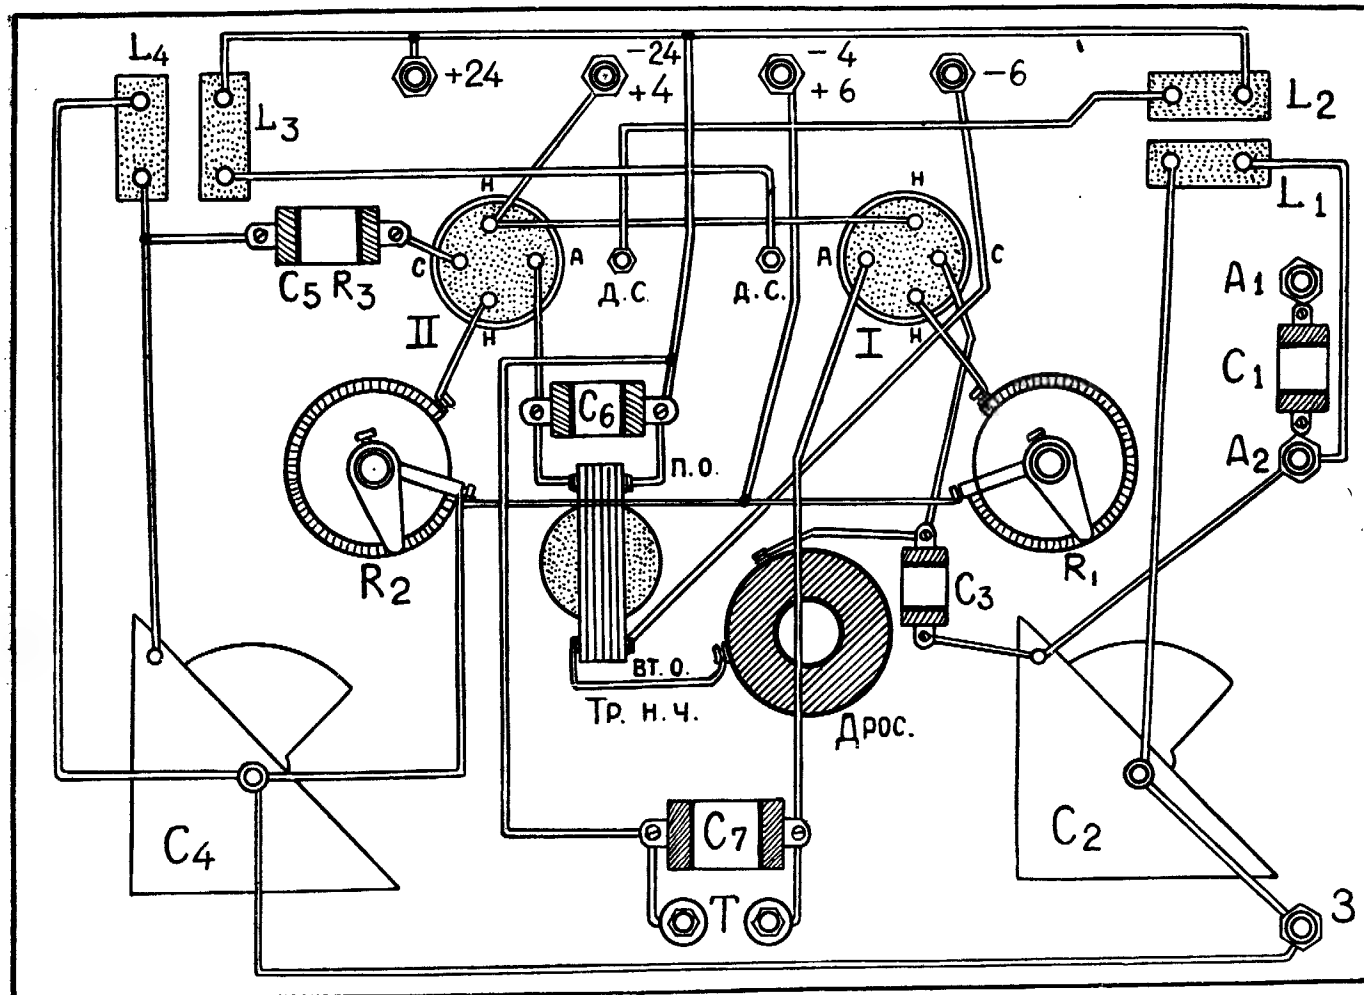 L4
+24
-24
+4
-4
+6
-6
L3
L2
L1
Н
Н
С
А
А
С
Д.С.
Д.С.
C5 R3
II
Н
I
Н
A1
C1
C6
A2
П.О.
R2
R1
C3
ВТ.О.
ТР. Н.Ч.
ДРОС.
C4
C7
C2
Т
З